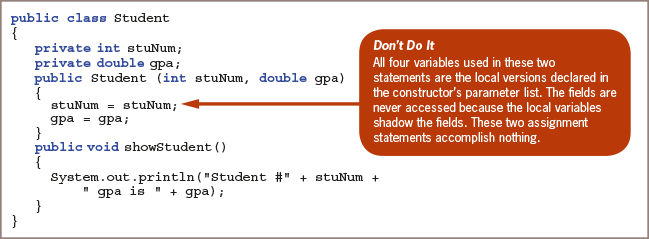 public class Student
{
private int stuNum;
private double gpa;
public Student (int stuNum, double gpa)
{
stuNum = stuNum;
gpa = gpa;
}
public void showStudent()
{
System.out.println("Student #" + stuNum +
" gpa is " + gpa);
}
}
Don't Do It
All four variables used in these two
statements are the local versions declared in
the constructor's parameter list. The fields are
never accessed because the local variables
shadow the fields. These two assignment
statements accomplish nothing.